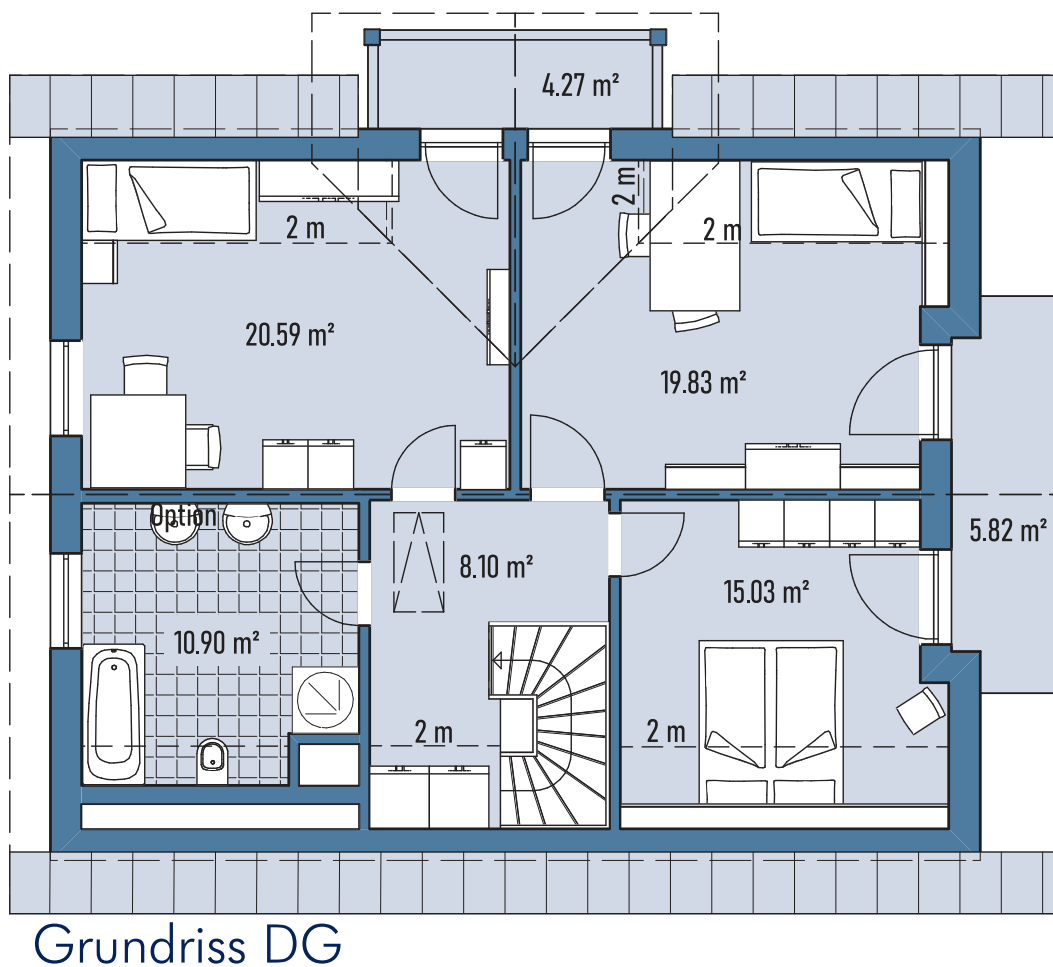 4.27 m²
2 m
2 m
2 m
20.59 m²
19.83 m²
Option
5.82 m²
8.10 m²
15.03 m²
10.90 m²
2 m
2 m
Grundriss DG